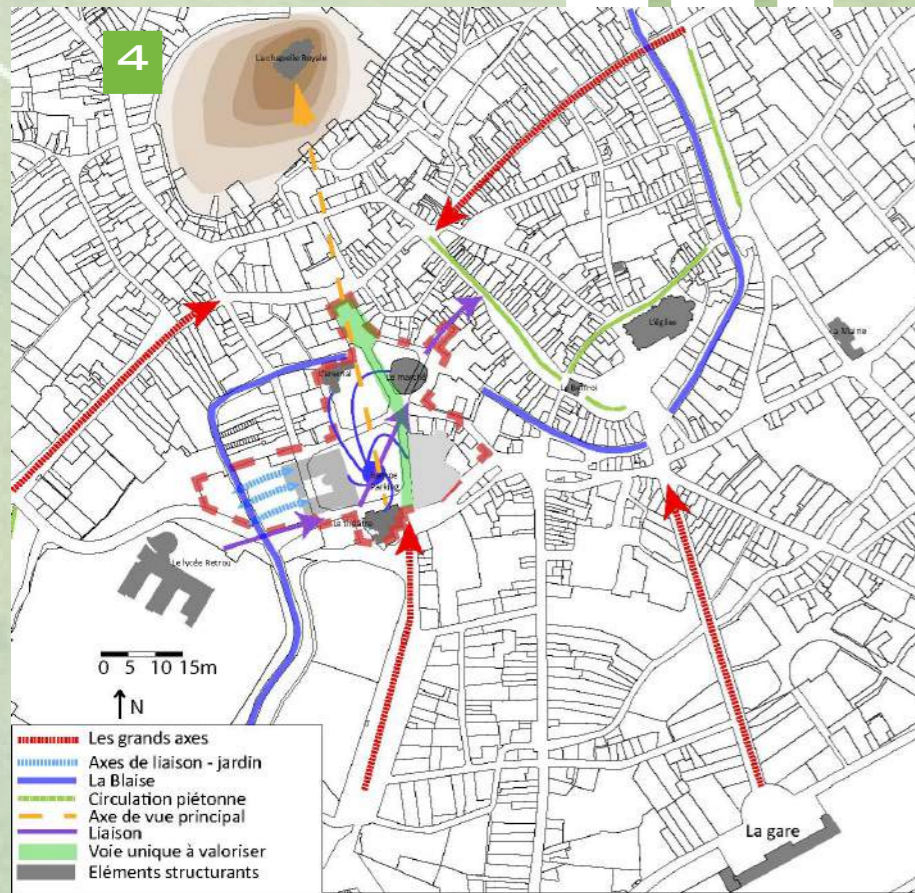 4
La chapelle Royale
L'église
La Mairie
Le Beffroi
Le marché
Parking
Le théâtre
Le lycée Rotrou
0 5 10 15m
N
Les grands axes
Axes de liaison - jardin
La Blaise
Circulation piétonne
Axe de vue principal
Liaison
Voie unique à valoriser
Eléments structurants
La gare